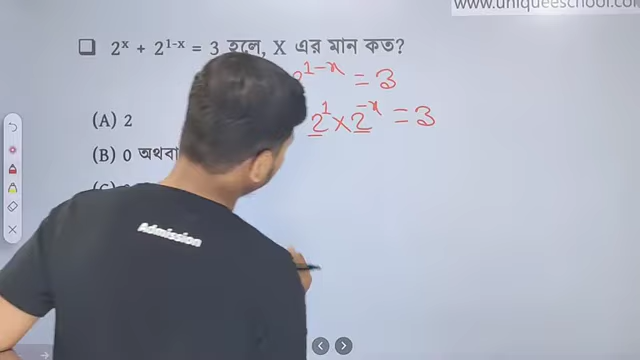 www.uniqueeschool.com
❑ 2ˣ + 2¹⁻ˣ = 3 হলে, X এর মান কত?
2¹⁻ˣ = 3
2¹ × 2⁻ˣ = 3
(A) 2
(B) 0 অথবা
(C)
Admission